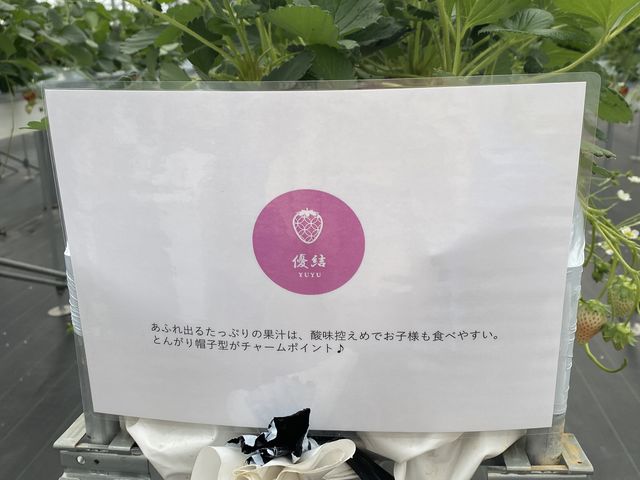 優結
YUYU
あふれ出るたっぷりの果汁は、酸味控えめでお子様も食べやすい。
とんがり帽子型がチャームポイント♪